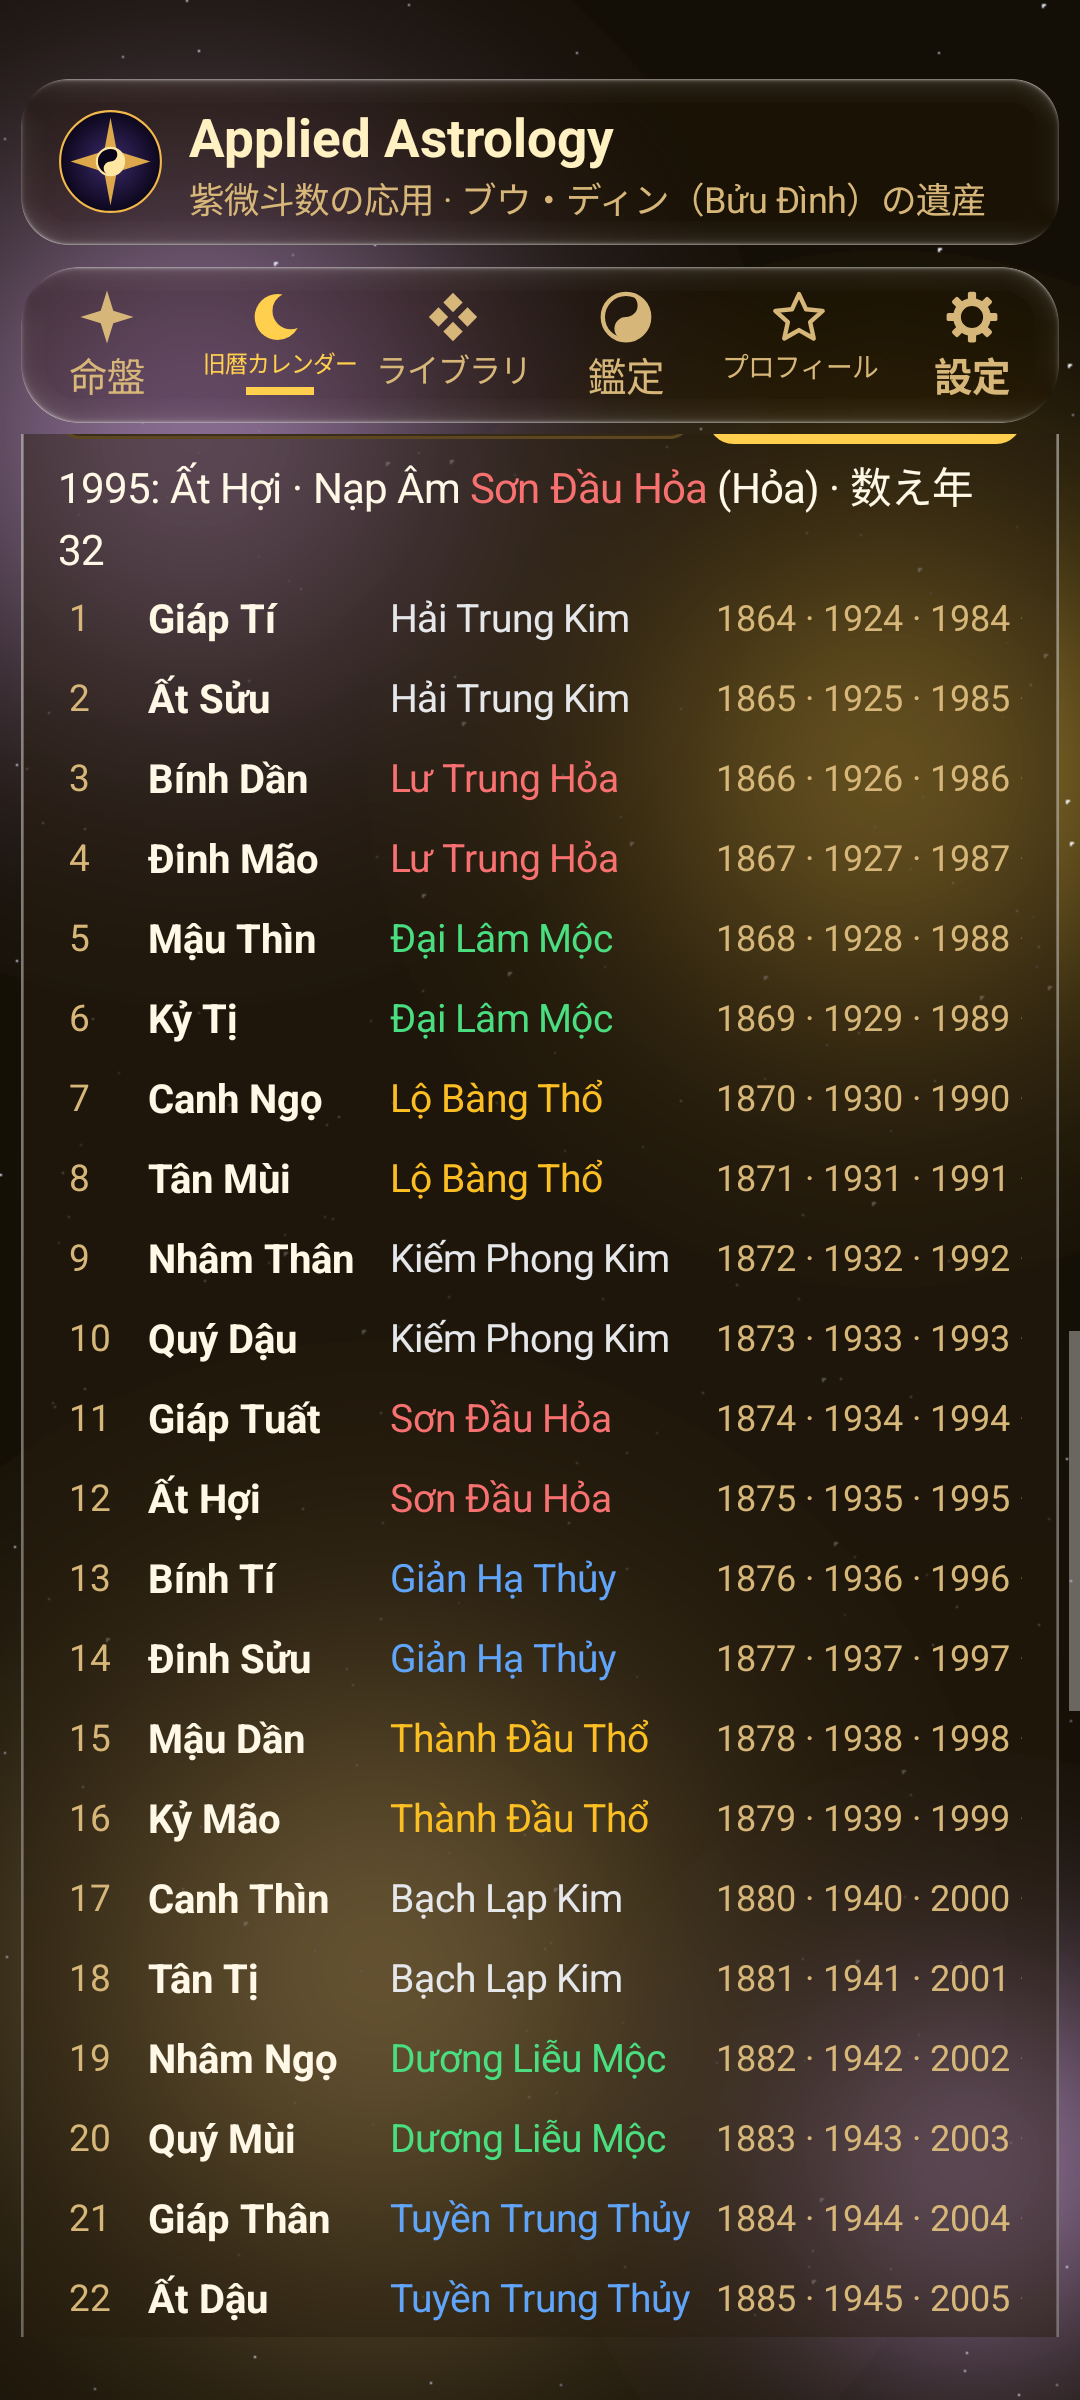 Applied Astrology
紫微斗数の応用 · ブウ・ディン（Bửu Đình）の遺産
命盤 旧暦カレンダー ライブラリ 鑑定 プロフィール 設定
1995: Ất Hợi · Nạp Âm Sơn Đầu Hỏa (Hỏa) · 数え年
32
1 Giáp Tí Hải Trung Kim 1864 · 1924 · 1984
2 Ất Sửu Hải Trung Kim 1865 · 1925 · 1985
3 Bính Dần Lư Trung Hỏa 1866 · 1926 · 1986
4 Đinh Mão Lư Trung Hỏa 1867 · 1927 · 1987
5 Mậu Thìn Đại Lâm Mộc 1868 · 1928 · 1988
6 Kỷ Tị Đại Lâm Mộc 1869 · 1929 · 1989
7 Canh Ngọ Lộ Bàng Thổ 1870 · 1930 · 1990
8 Tân Mùi Lộ Bàng Thổ 1871 · 1931 · 1991
9 Nhâm Thân Kiếm Phong Kim 1872 · 1932 · 1992
10 Quý Dậu Kiếm Phong Kim 1873 · 1933 · 1993
11 Giáp Tuất Sơn Đầu Hỏa 1874 · 1934 · 1994
12 Ất Hợi Sơn Đầu Hỏa 1875 · 1935 · 1995
13 Bính Tí Giản Hạ Thủy 1876 · 1936 · 1996
14 Đinh Sửu Giản Hạ Thủy 1877 · 1937 · 1997
15 Mậu Dần Thành Đầu Thổ 1878 · 1938 · 1998
16 Kỷ Mão Thành Đầu Thổ 1879 · 1939 · 1999
17 Canh Thìn Bạch Lạp Kim 1880 · 1940 · 2000
18 Tân Tị Bạch Lạp Kim 1881 · 1941 · 2001
19 Nhâm Ngọ Dương Liễu Mộc 1882 · 1942 · 2002
20 Quý Mùi Dương Liễu Mộc 1883 · 1943 · 2003
21 Giáp Thân Tuyền Trung Thủy 1884 · 1944 · 2004
22 Ất Dậu Tuyền Trung Thủy 1885 · 1945 · 2005